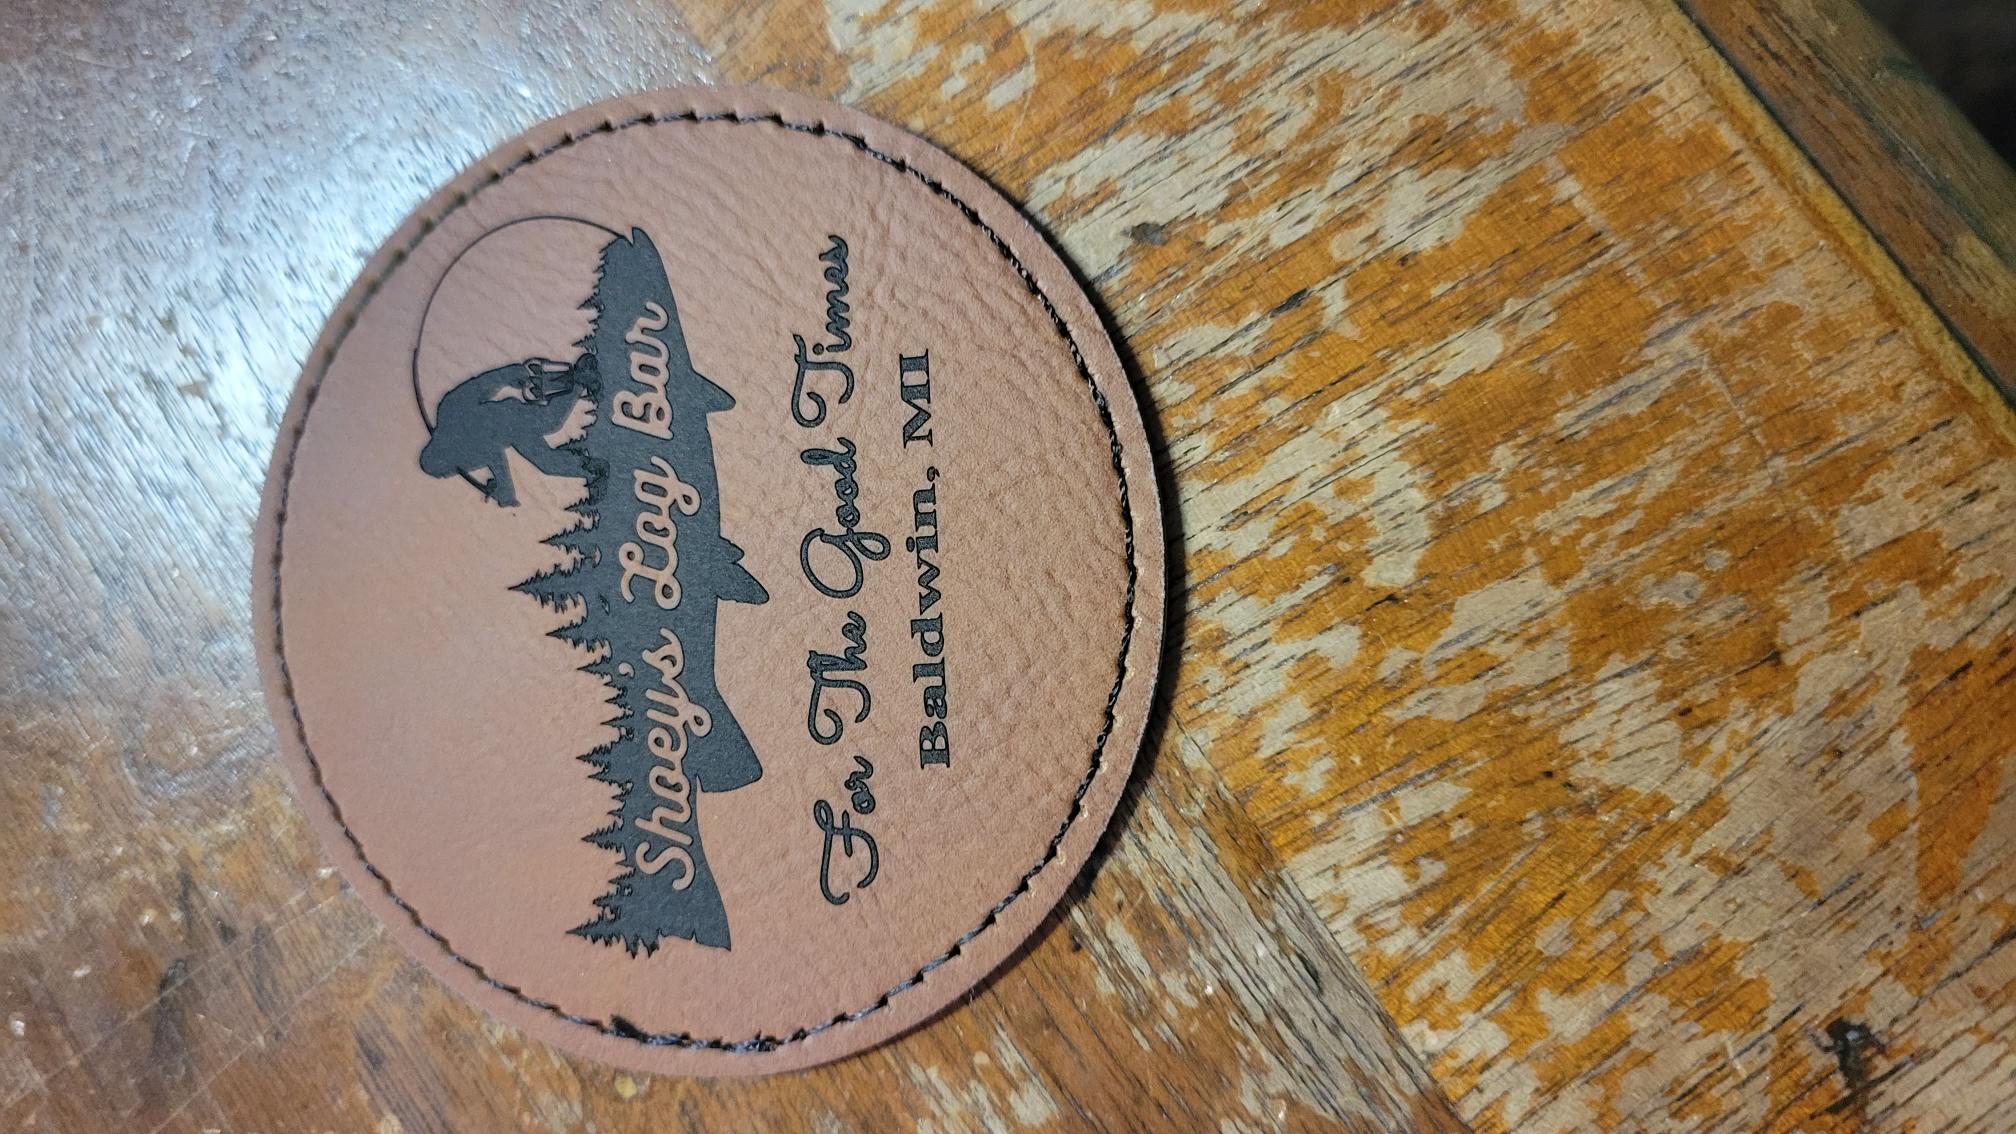 Shoey's Log Bar
For The Good Times
Baldwin, MI